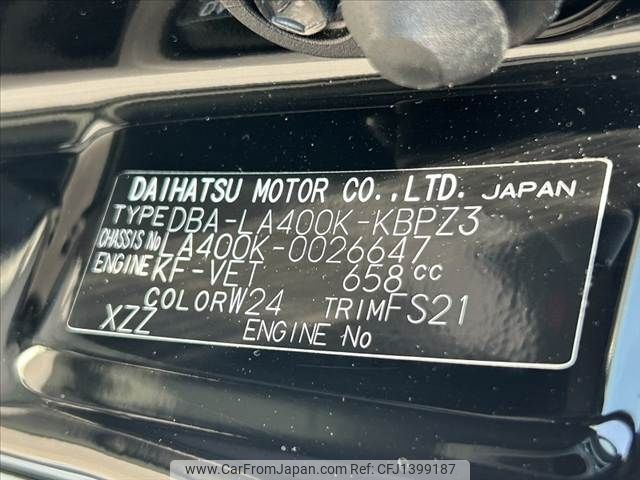 DAIHATSU MOTOR CO.,LTD. JAPAN
TYPE DBA-LA400K-KBPZ3
CHASSIS No LA400K-0026647
ENGINE KF-VET 658 CC
COLOR W24 TRIM FS21
XZZ ENGINE No
www.CarFromJapan.com - Ref: CFJ1399187